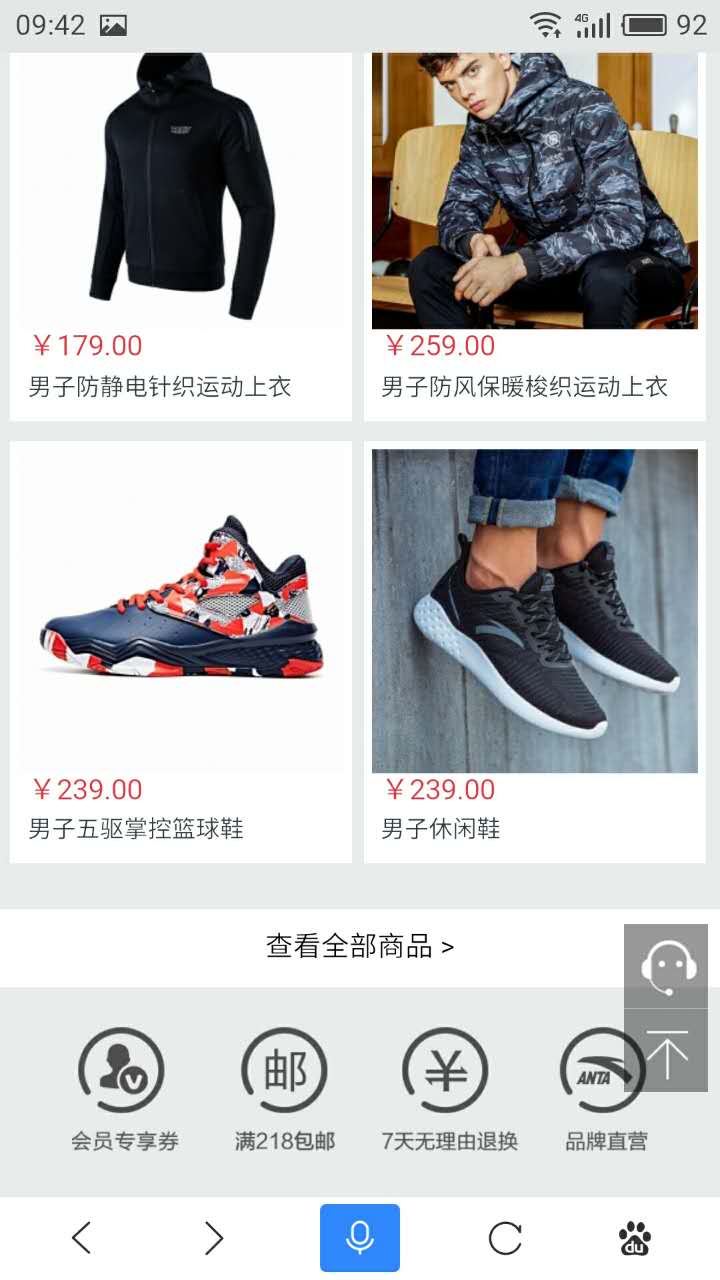 09:42
4G
92
￥179.00
￥259.00
男子防静电针织运动上衣
男子防风保暖梭织运动上衣
￥239.00
￥239.00
男子五驱掌控篮球鞋
男子休闲鞋
查看全部商品 >
V
邮
￥
ANTA
会员专享券
满218包邮
7天无理由退换
品牌直营
du